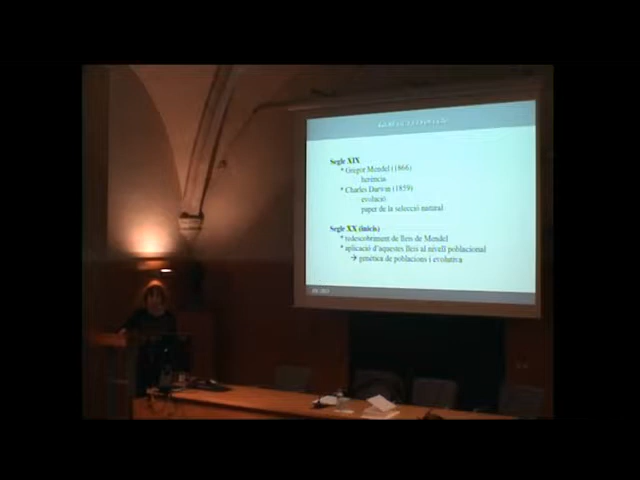 Segle XIX
* Gregor Mendel (1866)
herència
* Charles Darwin (1859)
evolució
paper de la selecció natural
Segle XX (inicis)
* redescobriment de lleis de Mendel
* aplicació d'aquestes lleis al nivell poblacional
→ genètica de poblacions i evolutiva